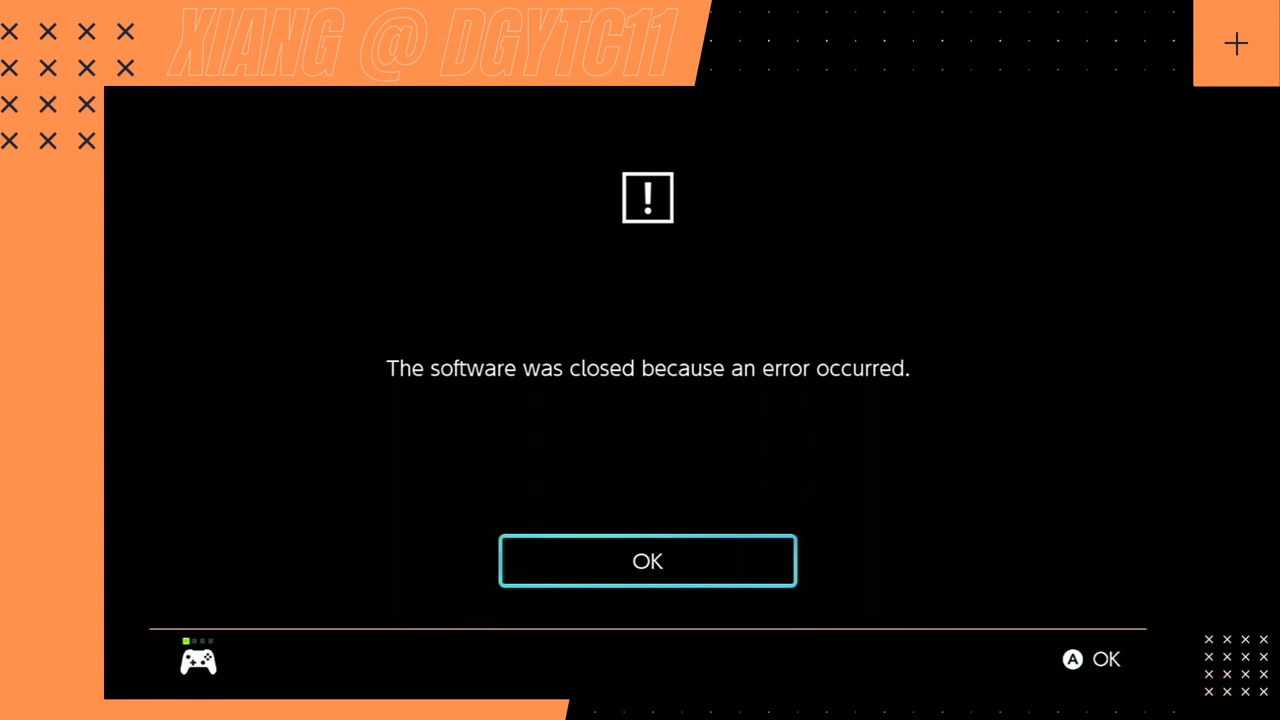 XIANG @ DGYTC11
!
The software was closed because an error occurred.
OK
A OK